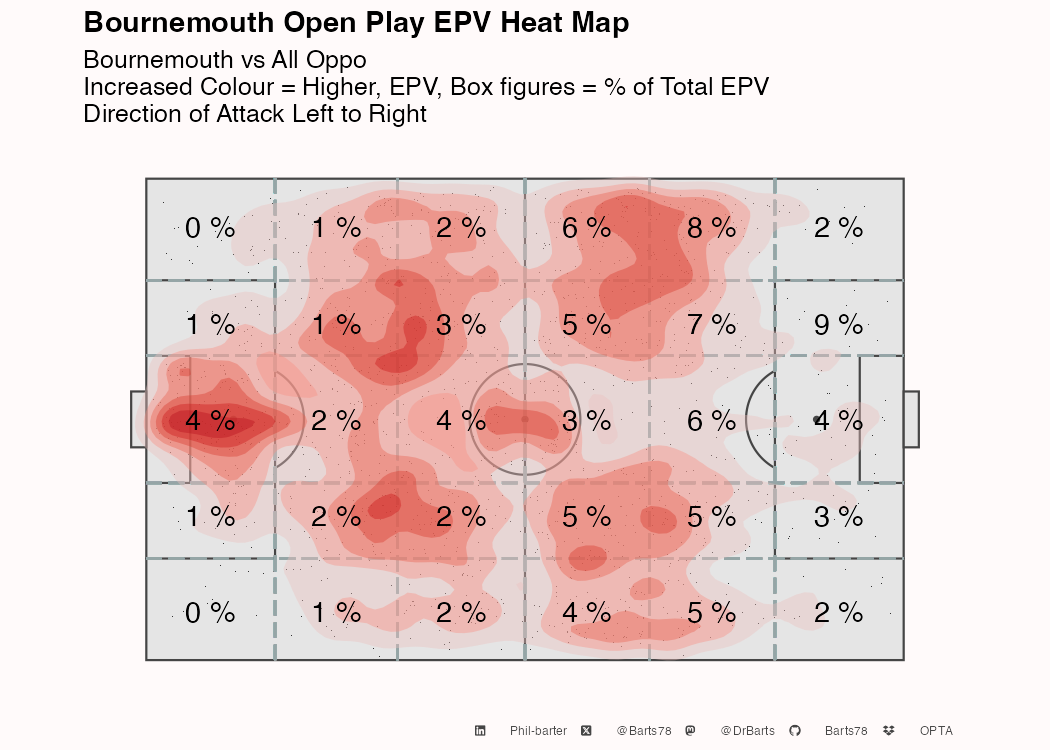 Bournemouth Open Play EPV Heat Map
Bournemouth vs All Oppo
Increased Colour = Higher, EPV, Box figures = % of Total EPV
Direction of Attack Left to Right
0 % 1 % 2 % 6 % 8 % 2 %
1 % 1 % 3 % 5 % 7 % 9 %
4 % 2 % 4 % 3 % 6 % 4 %
1 % 2 % 2 % 5 % 5 % 3 %
0 % 1 % 2 % 4 % 5 % 2 %
Phil-barter @Barts78 @DrBarts Barts78 OPTA